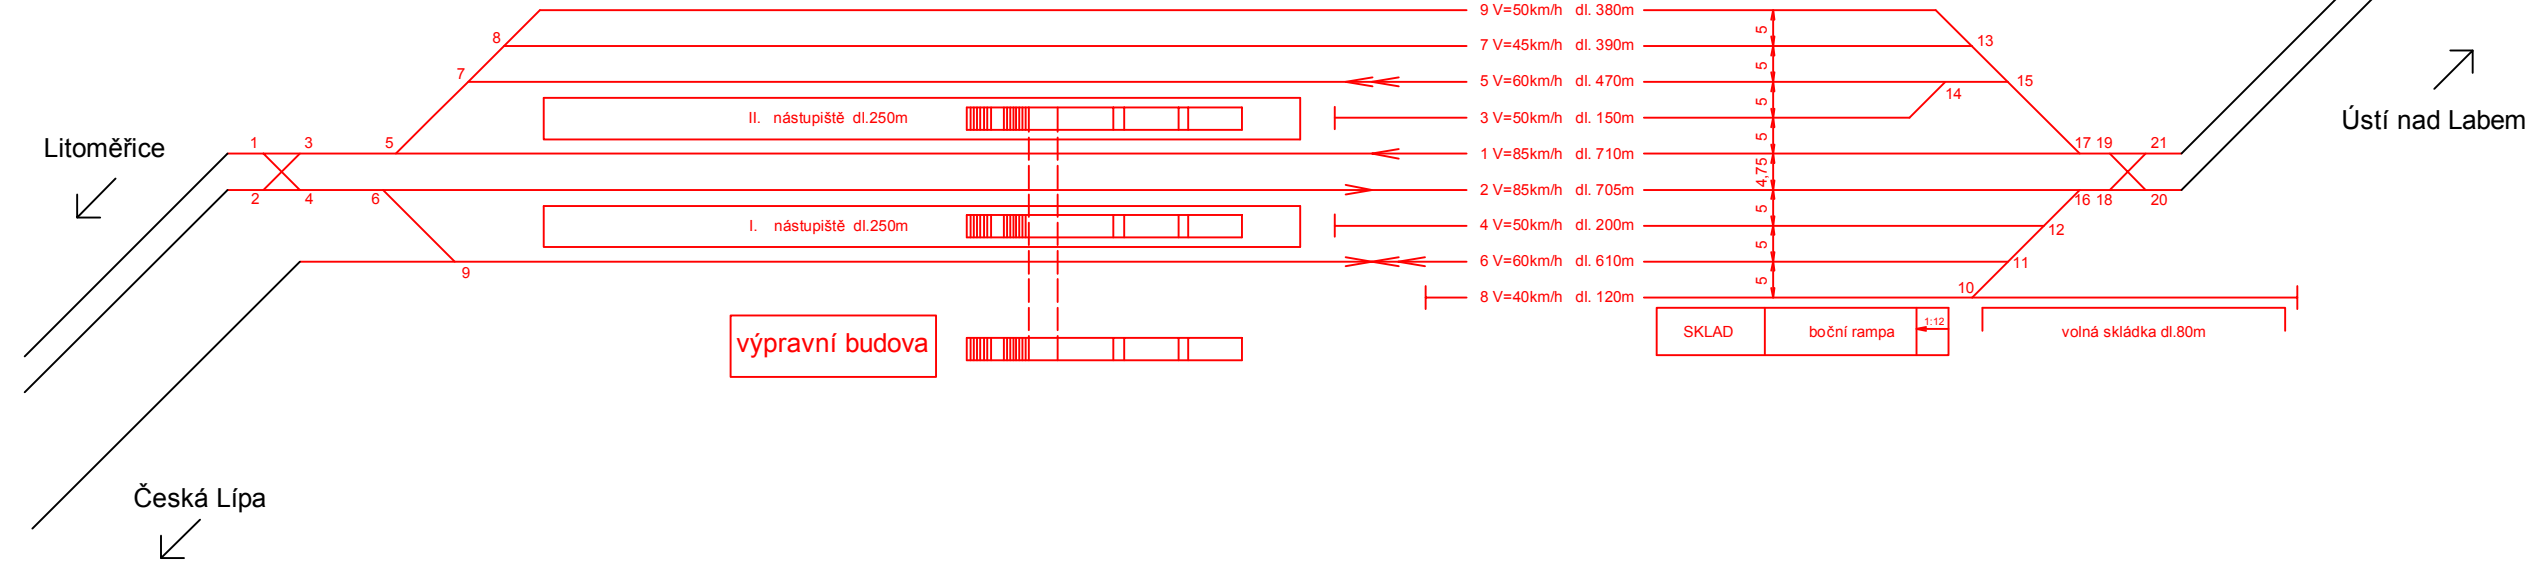 9 V=50km/h dl. 380m
8
5
13
7 V=45km/h dl. 390m
7
5
15
5 V=60km/h dl. 470m
14
II. nástupiště dl.250m
5
3 V=50km/h dl. 150m
Ústí nad Labem
Litoměřice
1
3
5
5
17
19
21
1 V=85km/h dl. 710m
4,75
2
4
6
2 V=85km/h dl. 705m
16
18
20
I. nástupiště dl.250m
5
4 V=50km/h dl. 200m
12
9
5
6 V=60km/h dl. 610m
11
5
10
8 V=40km/h dl. 120m
výpravní budova
SKLAD
boční rampa
1:12
volná skládka dl.80m
Česká Lípa